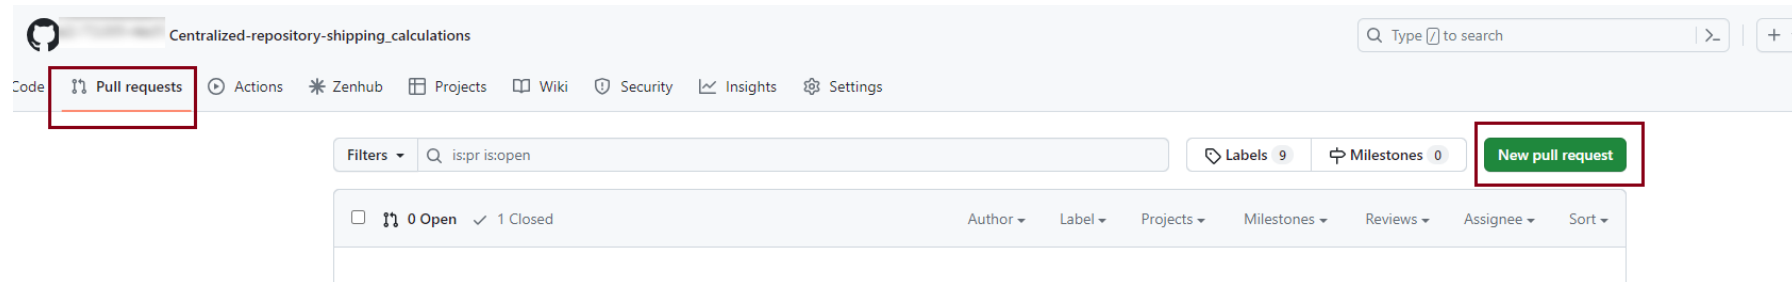 Centralized-repository-shipping_calculations
Type / to search
Code Pull requests Actions Zenhub Projects Wiki Security Insights Settings
Filters is:pr is:open Labels 9 Milestones 0 New pull request
0 Open 1 Closed Author Label Projects Milestones Reviews Assignee Sort